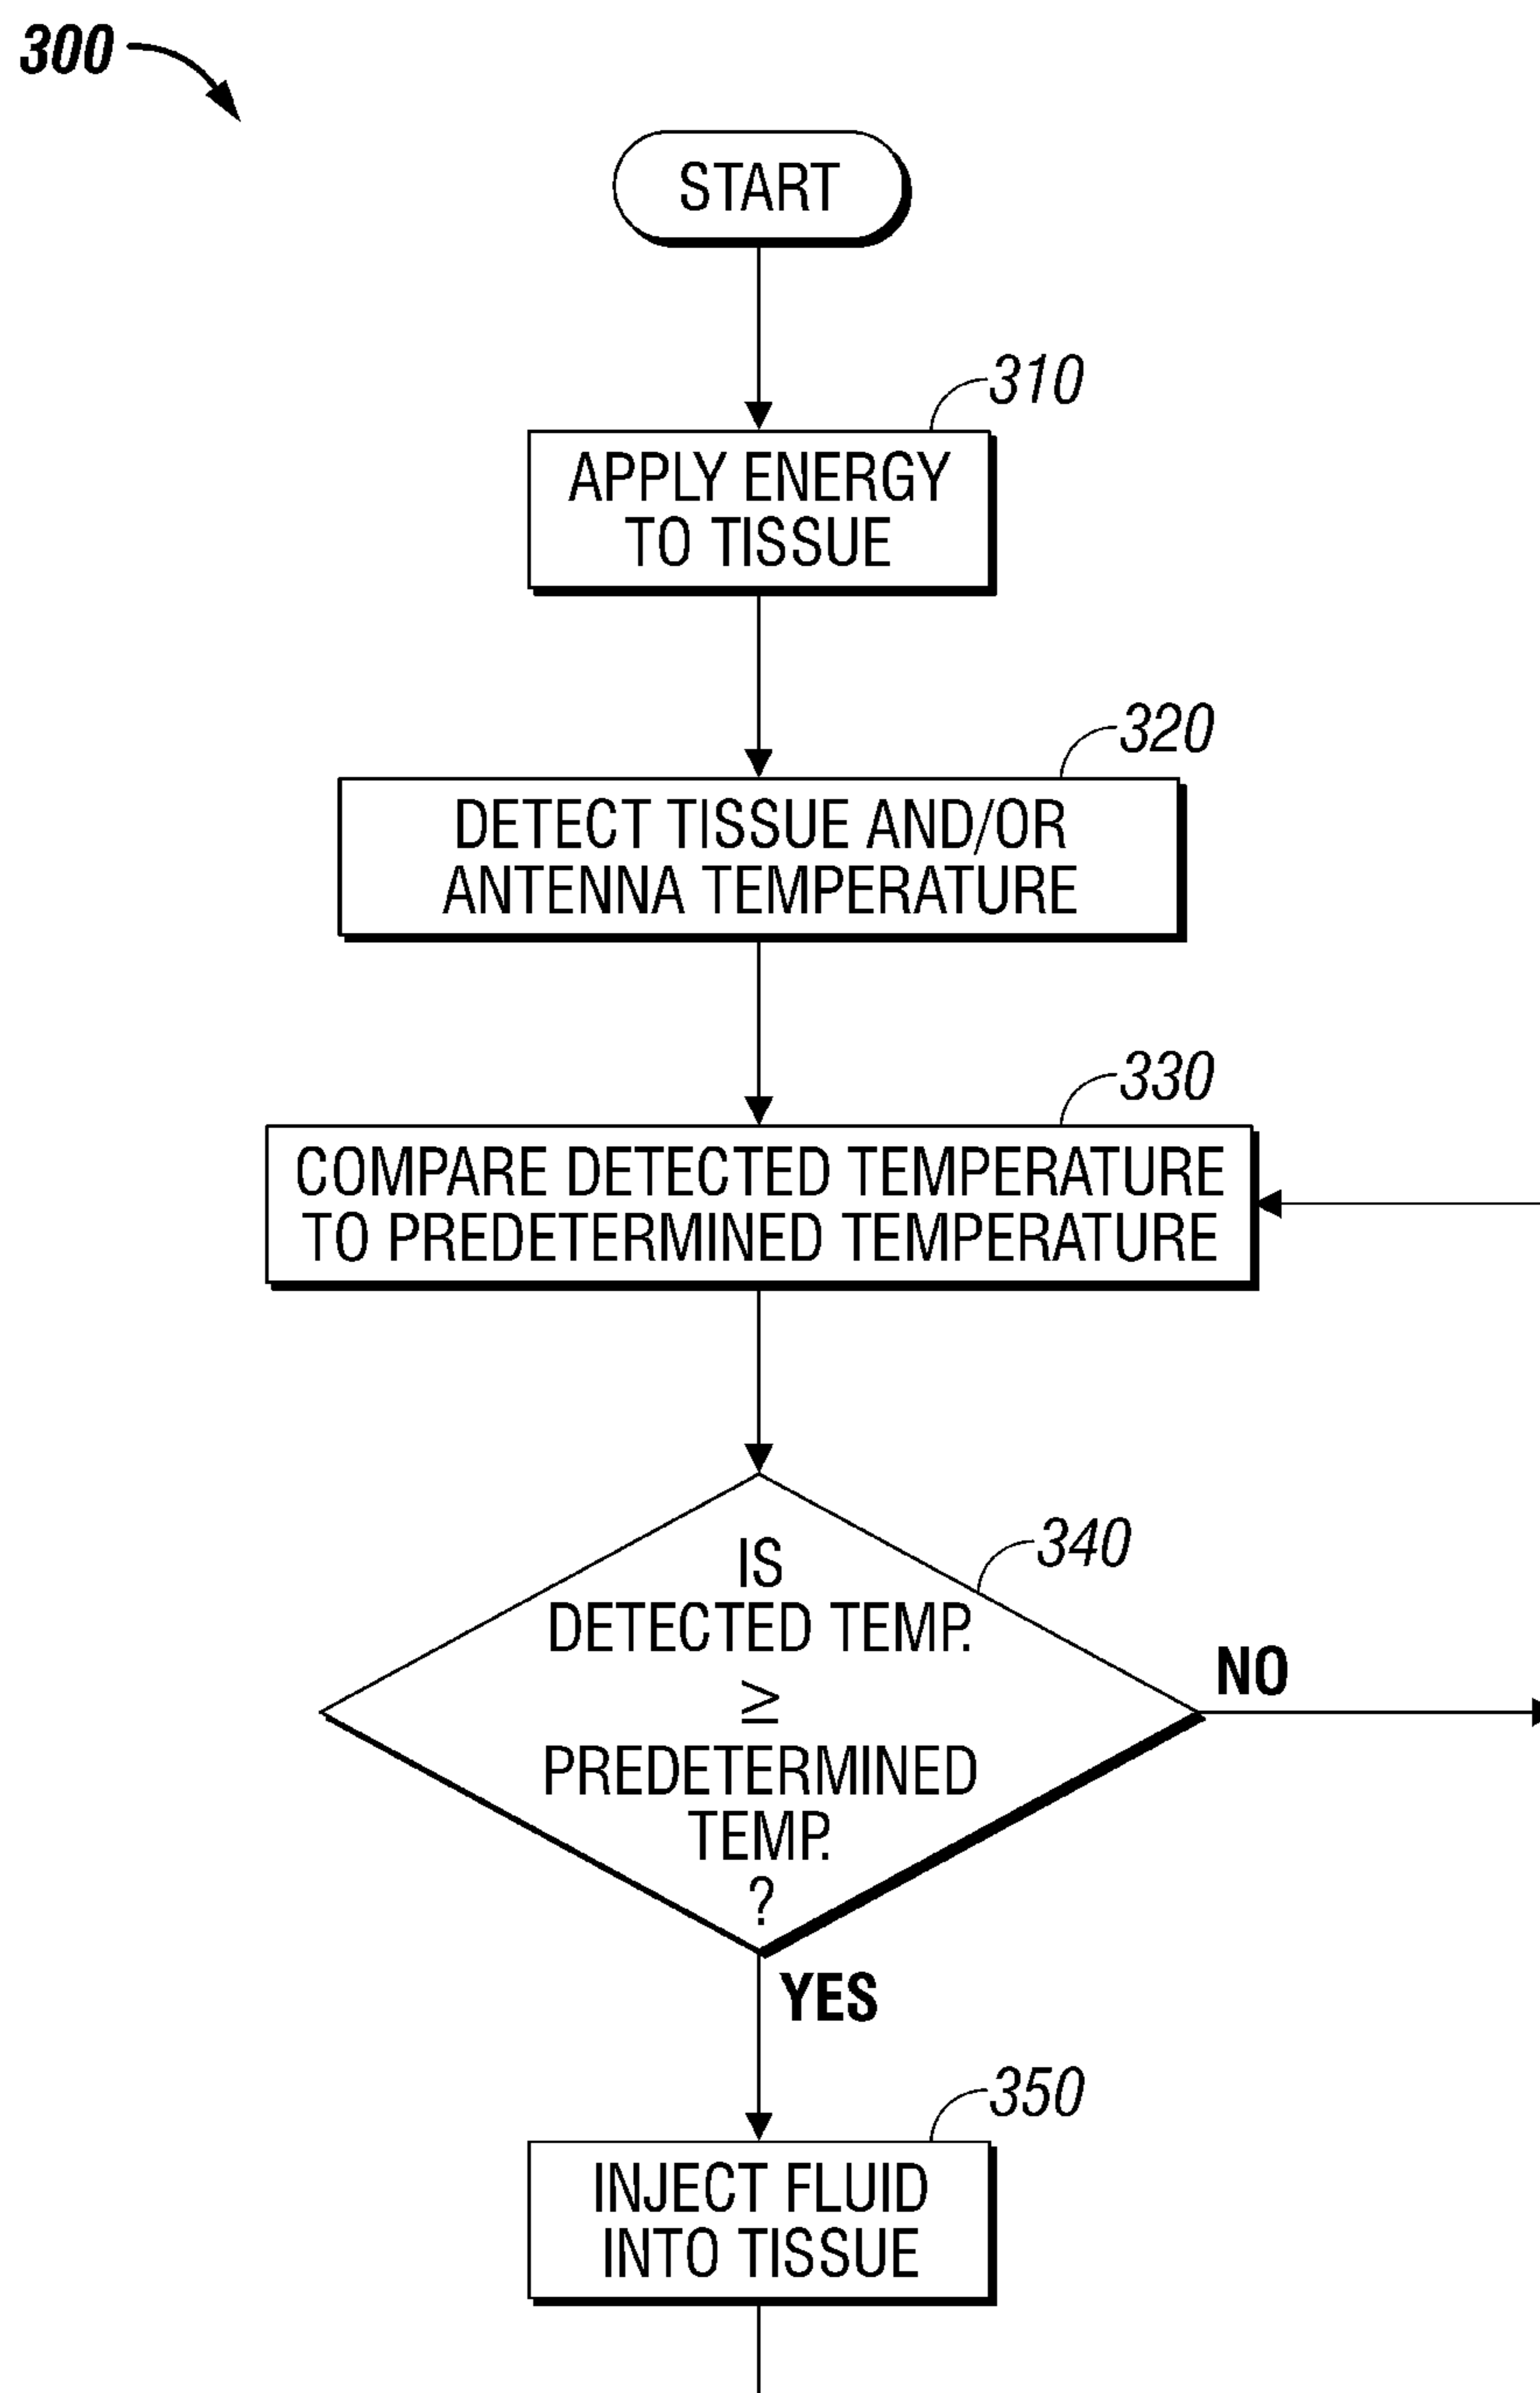 300
START
310
APPLY ENERGY
TO TISSUE
320
DETECT TISSUE AND/OR
ANTENNA TEMPERATURE
330
COMPARE DETECTED TEMPERATURE
TO PREDETERMINED TEMPERATURE
340
IS
DETECTED TEMP.
≥
PREDETERMINED
TEMP.
?
NO
YES
350
INJECT FLUID
INTO TISSUE